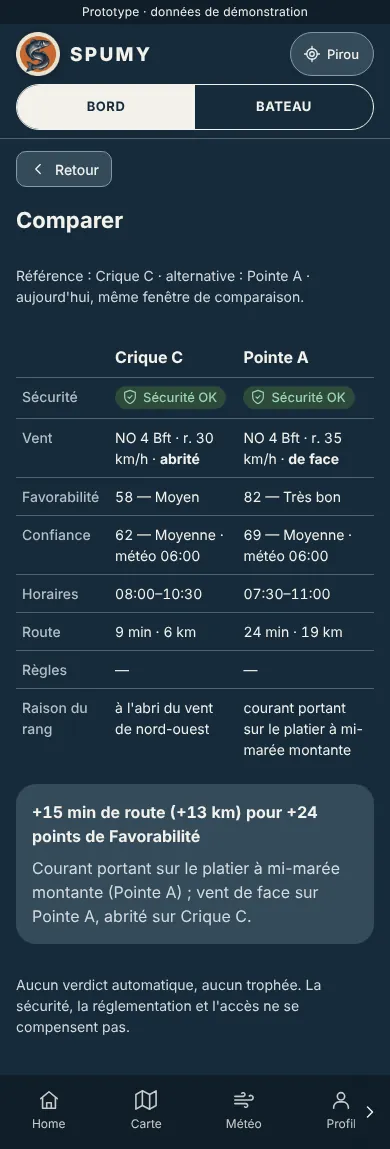 Prototype · données de démonstration
SPUMY
Pirou
BORD
BATEAU
Retour
Comparer
Référence : Crique C · alternative : Pointe A ·
aujourd'hui, même fenêtre de comparaison.
Crique C Pointe A
Sécurité Sécurité OK Sécurité OK
Vent NO 4 Bft · r. 30 NO 4 Bft · r. 35
km/h · abrité km/h · de face
Favorabilité 58 — Moyen 82 — Très bon
Confiance 62 — Moyenne · 69 — Moyenne ·
météo 06:00 météo 06:00
Horaires 08:00–10:30 07:30–11:00
Route 9 min · 6 km 24 min · 19 km
Règles — —
Raison du à l'abri du vent courant portant
rang de nord-ouest sur le platier à mi-
marée montante
+15 min de route (+13 km) pour +24
points de Favorabilité
Courant portant sur le platier à mi-marée
montante (Pointe A) ; vent de face sur
Pointe A, abrité sur Crique C.
Aucun verdict automatique, aucun trophée. La
sécurité, la réglementation et l'accès ne se
compensent pas.
Home Carte Météo Profil